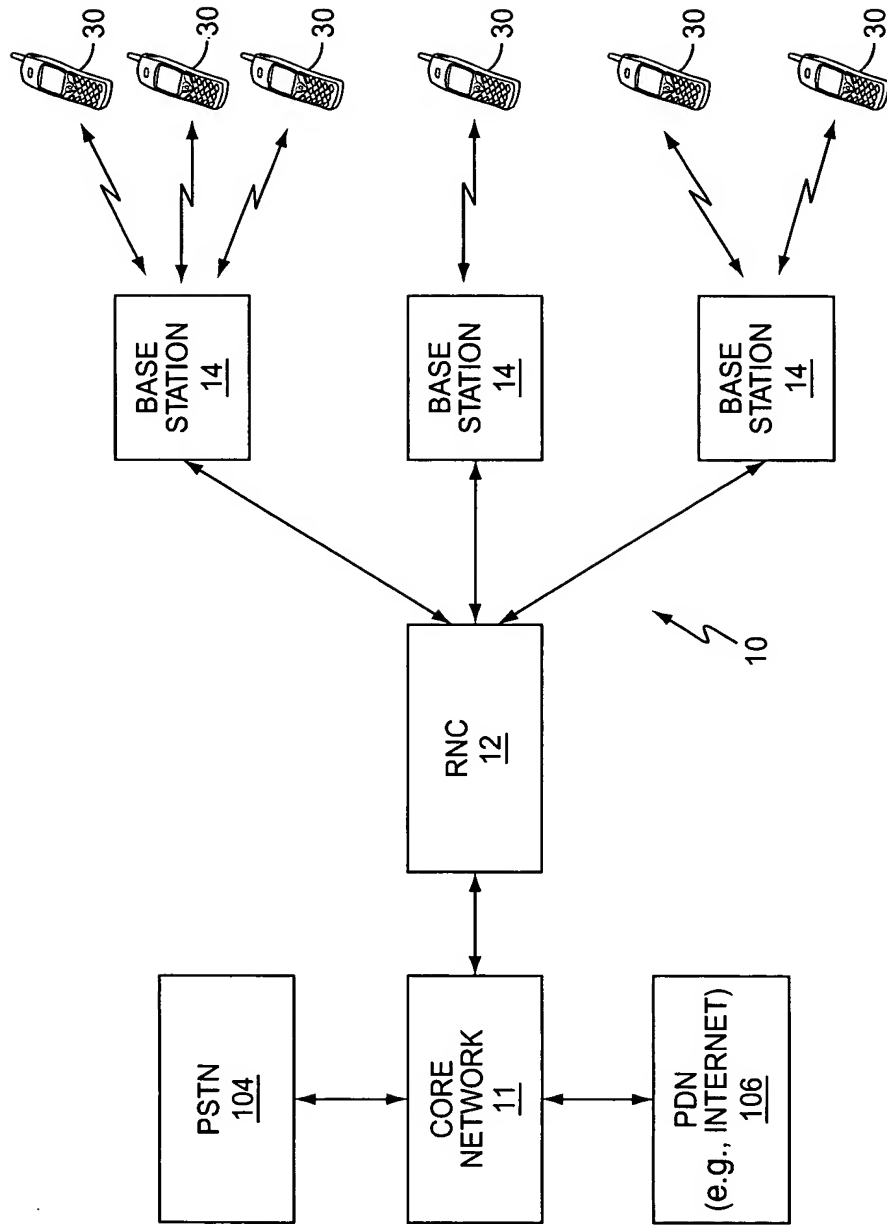 30
30
30
30
30
30
BASE
STATION
14
BASE
STATION
14
BASE
STATION
14
10
RNC
12
PSTN
104
CORE
NETWORK
11
PDN
(e.g., INTERNET)
106